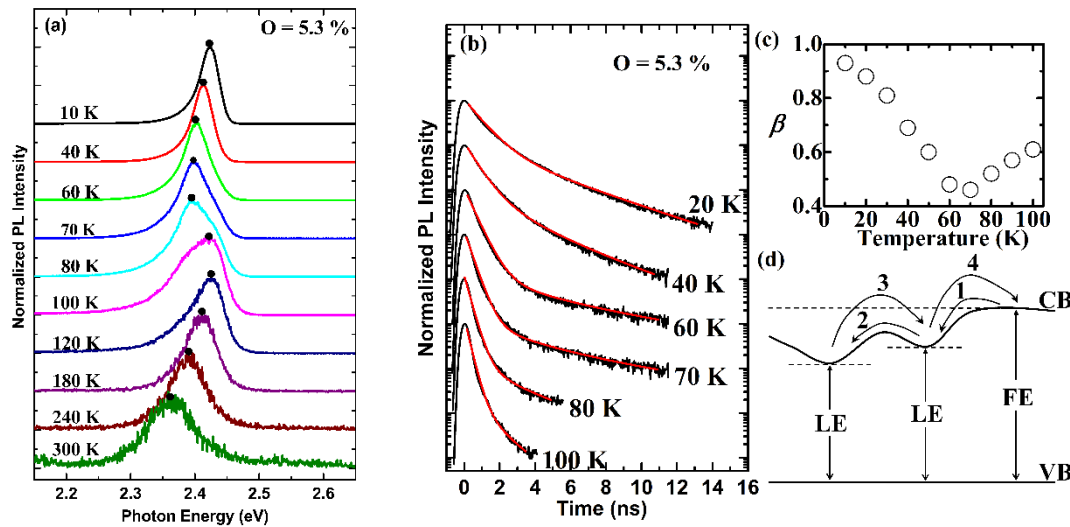 (a)
O = 5.3 %
10 K
40 K
60 K
70 K
80 K
100 K
120 K
180 K
240 K
300 K
Normalized PL Intensity
2.2 2.3 2.4 2.5 2.6
Photon Energy (eV)
(b)
O = 5.3 %
20 K
40 K
60 K
70 K
80 K
100 K
Normalized PL Intensity
0 2 4 6 8 10 12 14 16
Time (ns)
(c)
1.0
0.8
0.6
0.4
β
0 20 40 60 80 100
Temperature (K)
(d)
4
3
1
CB
2
LE
LE
FE
VB